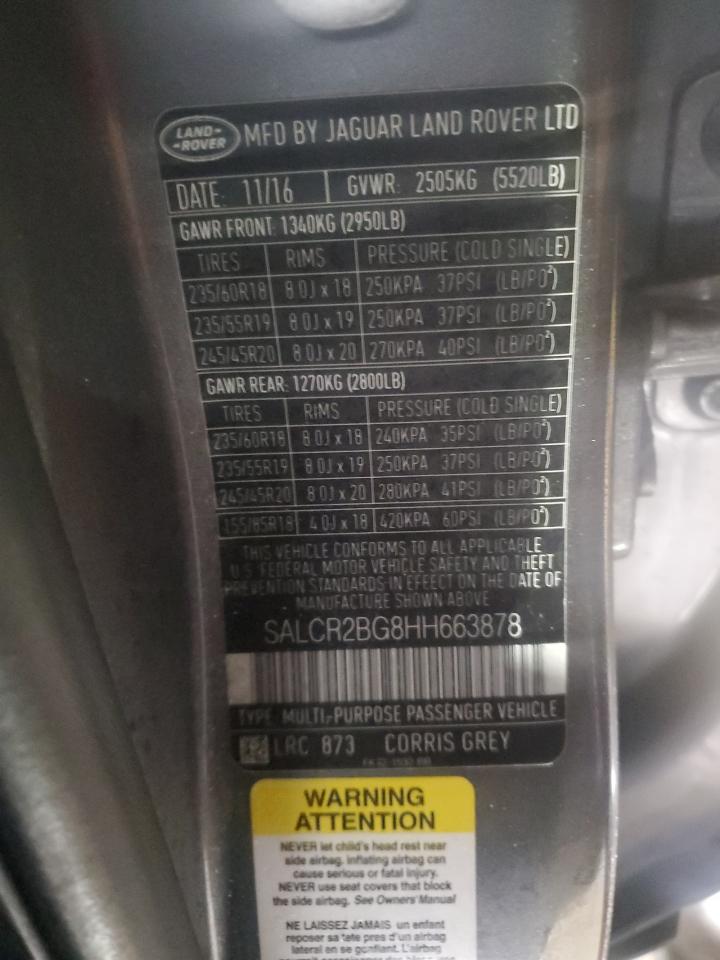 LAND-
-ROVER
MFD BY JAGUAR LAND ROVER LTD
DATE: 11/16 GVWR: 2505KG (5520LB)
GAWR FRONT: 1340KG (2950LB)
TIRES RIMS PRESSURE (COLD SINGLE)
235/60R18 8.0J x 18 250KPA 37PSI (LB/PO²)
235/55R19 8.0J x 19 250KPA 37PSI (LB/PO²)
245/45R20 8.0J x 20 270KPA 40PSI (LB/PO²)
GAWR REAR: 1270KG (2800LB)
TIRES RIMS PRESSURE (COLD SINGLE)
235/60R18 8.0J x 18 240KPA 35PSI (LB/PO²)
235/55R19 8.0J x 19 250KPA 37PSI (LB/PO²)
245/45R20 8.0J x 20 280KPA 41PSI (LB/PO²)
155/85R18 4.0J x 18 420KPA 60PSI (LB/PO²)
THIS VEHICLE CONFORMS TO ALL APPLICABLE
U.S. FEDERAL MOTOR VEHICLE SAFETY AND THEFT
PREVENTION STANDARDS IN EFFECT ON THE DATE OF
MANUFACTURE SHOWN ABOVE
SALCR2BG8HH663878
TYPE: MULTI-PURPOSE PASSENGER VEHICLE
LRC 873 CORRIS GREY
WARNING
ATTENTION
NEVER let child's head rest near
side airbag, inflating airbag can
cause serious or fatal injury.
NEVER use seat covers that block
the side airbag. See Owners' Manual
NE LAISSEZ JAMAIS un enfant
reposer sa tete pres d'un airbag
lateral en se gonflant. L'airbag